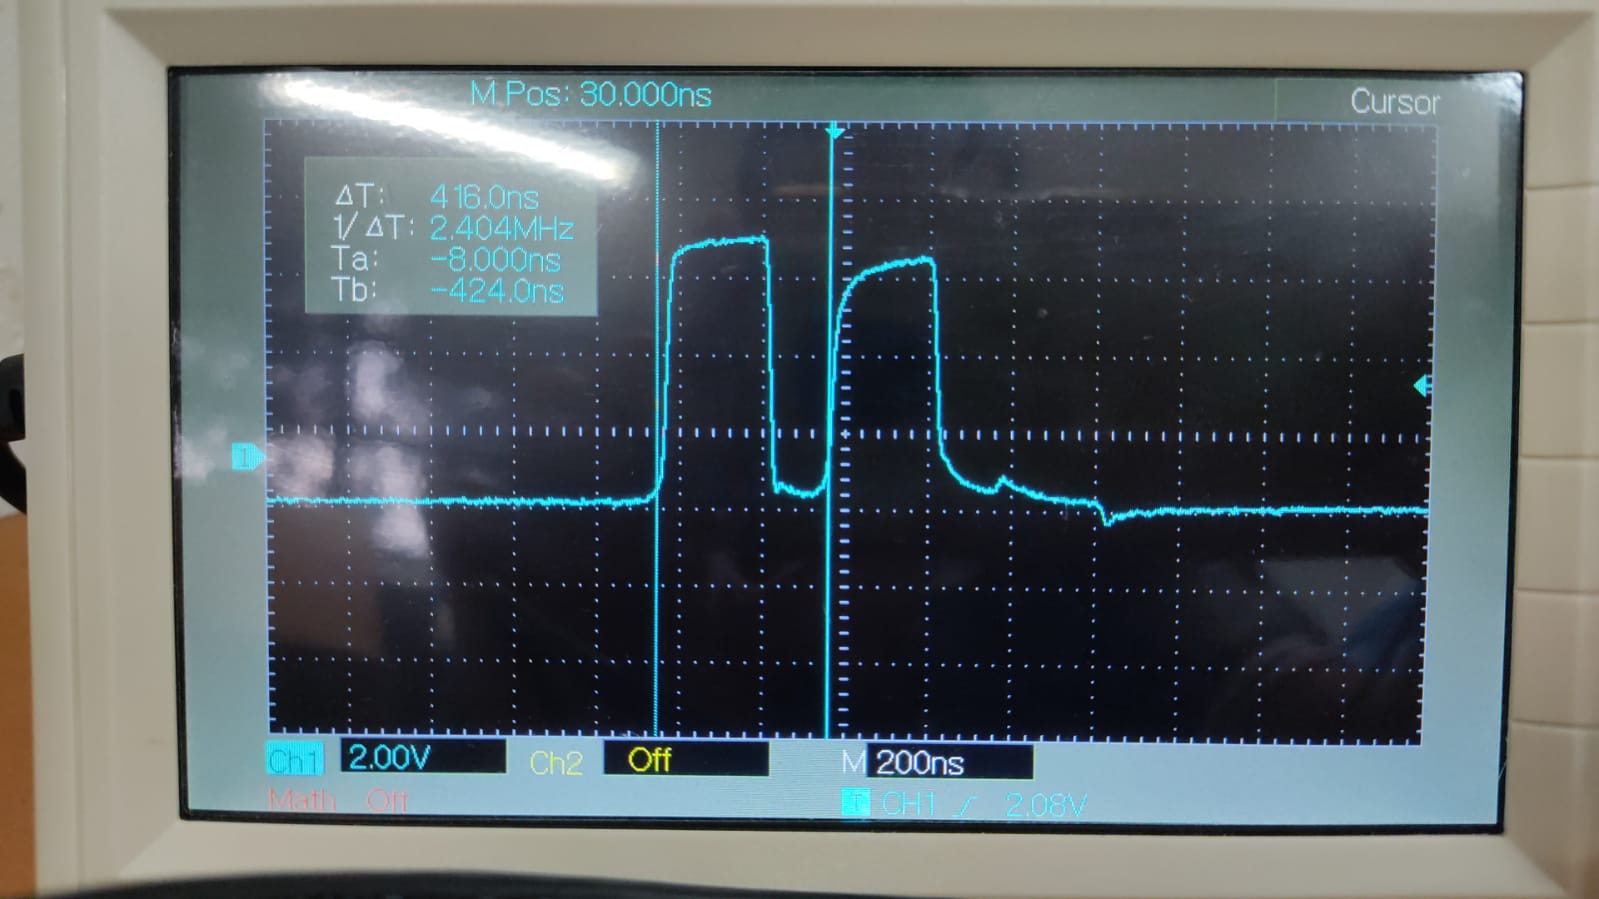 M Pos: 30.000ns
Cursor
ΔT: 416.0ns
1/ΔT: 2.404MHz
Ta: -8.000ns
Tb: -424.0ns
1
Ch1 2.00V Ch2 Off M 200ns
Math Off T CH1 / 2.08V